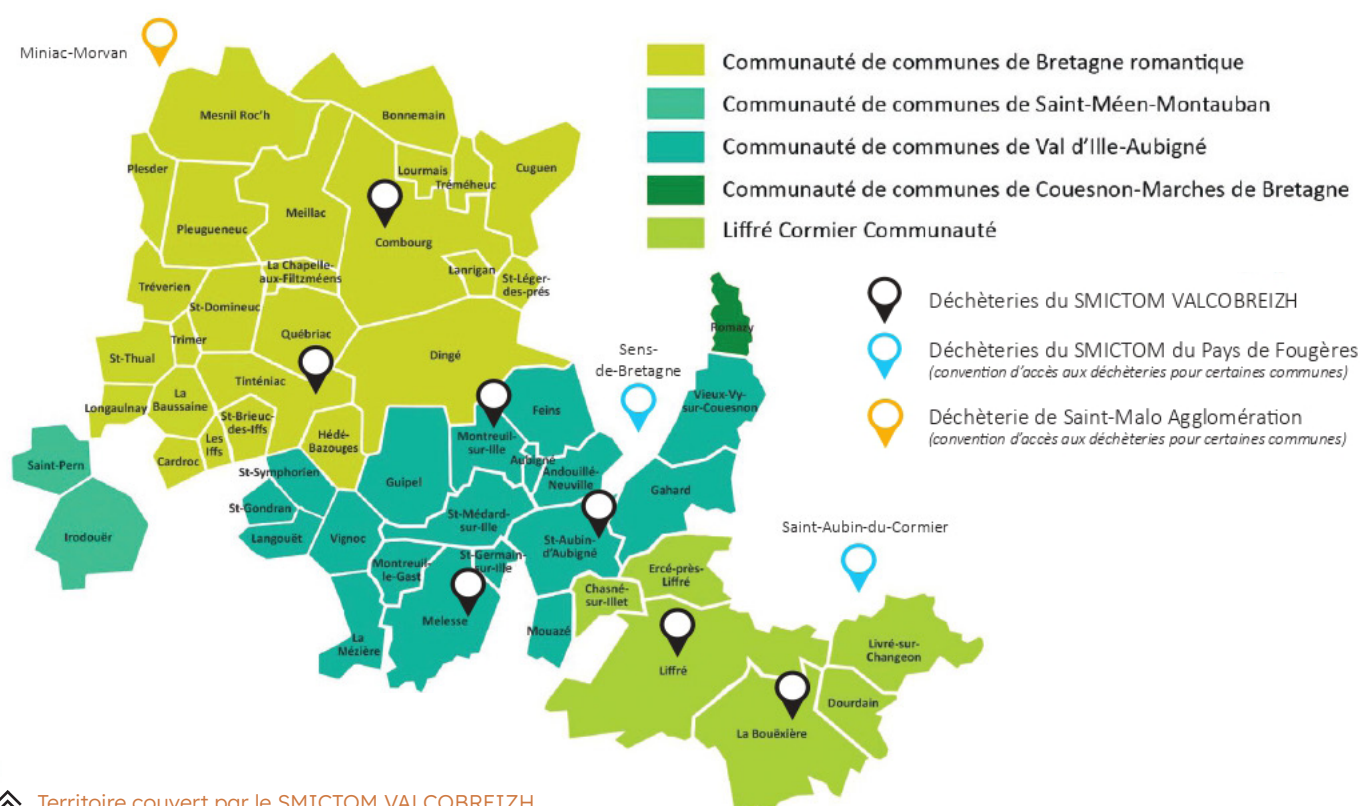 Miniac-Morvan
Communauté de communes de Bretagne romantique
Communauté de communes de Saint-Méen-Montauban
Communauté de communes de Val d'Ille-Aubigné
Communauté de communes de Couesnon-Marches de Bretagne
Liffré Cormier Communauté
Déchèteries du SMICTOM VALCOBREIZH
Déchèteries du SMICTOM du Pays de Fougères
(convention d'accès aux déchèteries pour certaines communes)
Déchèterie de Saint-Malo Agglomération
(convention d'accès aux déchèteries pour certaines communes)
Mesnil Roc'h
Bonnemain
Plesder
Lourmais
Tréméheuc
Cuguen
Pleugueneuc
Meillac
Combourg
La Chapelle-
aux-Filtzméens
Lanrigan
St-Léger-
des-prés
Tréverien
St-Domineuc
Québriac
Trimer
St-Thual
Dingé
Romazy
Sens-
de-Bretagne
Tinténiac
La
Baussaine
Longaulnay
St-Brieuc-
des-Iffs
Les
Iffs
Cardroc
Hédé-
Bazouges
Feins
Vieux-Vy-
sur-Couesnon
Montreuil-
sur-Ille
Aubigné
Andouillé-
Neuville
Saint-Pern
Irodouër
St-Symphorien
Guipel
Gahard
St-Gondran
Langouët
Vignoc
St-Médard-
sur-Ille
St-Aubin-
d'Aubigné
Saint-Aubin-du-Cormier
Montreuil-
le-Gast
St-Germain-
sur-Ille
Ercé-près-
Liffré
Chasné-
sur-Illet
Melesse
La
Mézière
Mouazé
Liffré
Livré-sur-
Changeon
Dourdain
La Bouëxière
Territoire couvert par le SMICTOM VALCOBREIZH